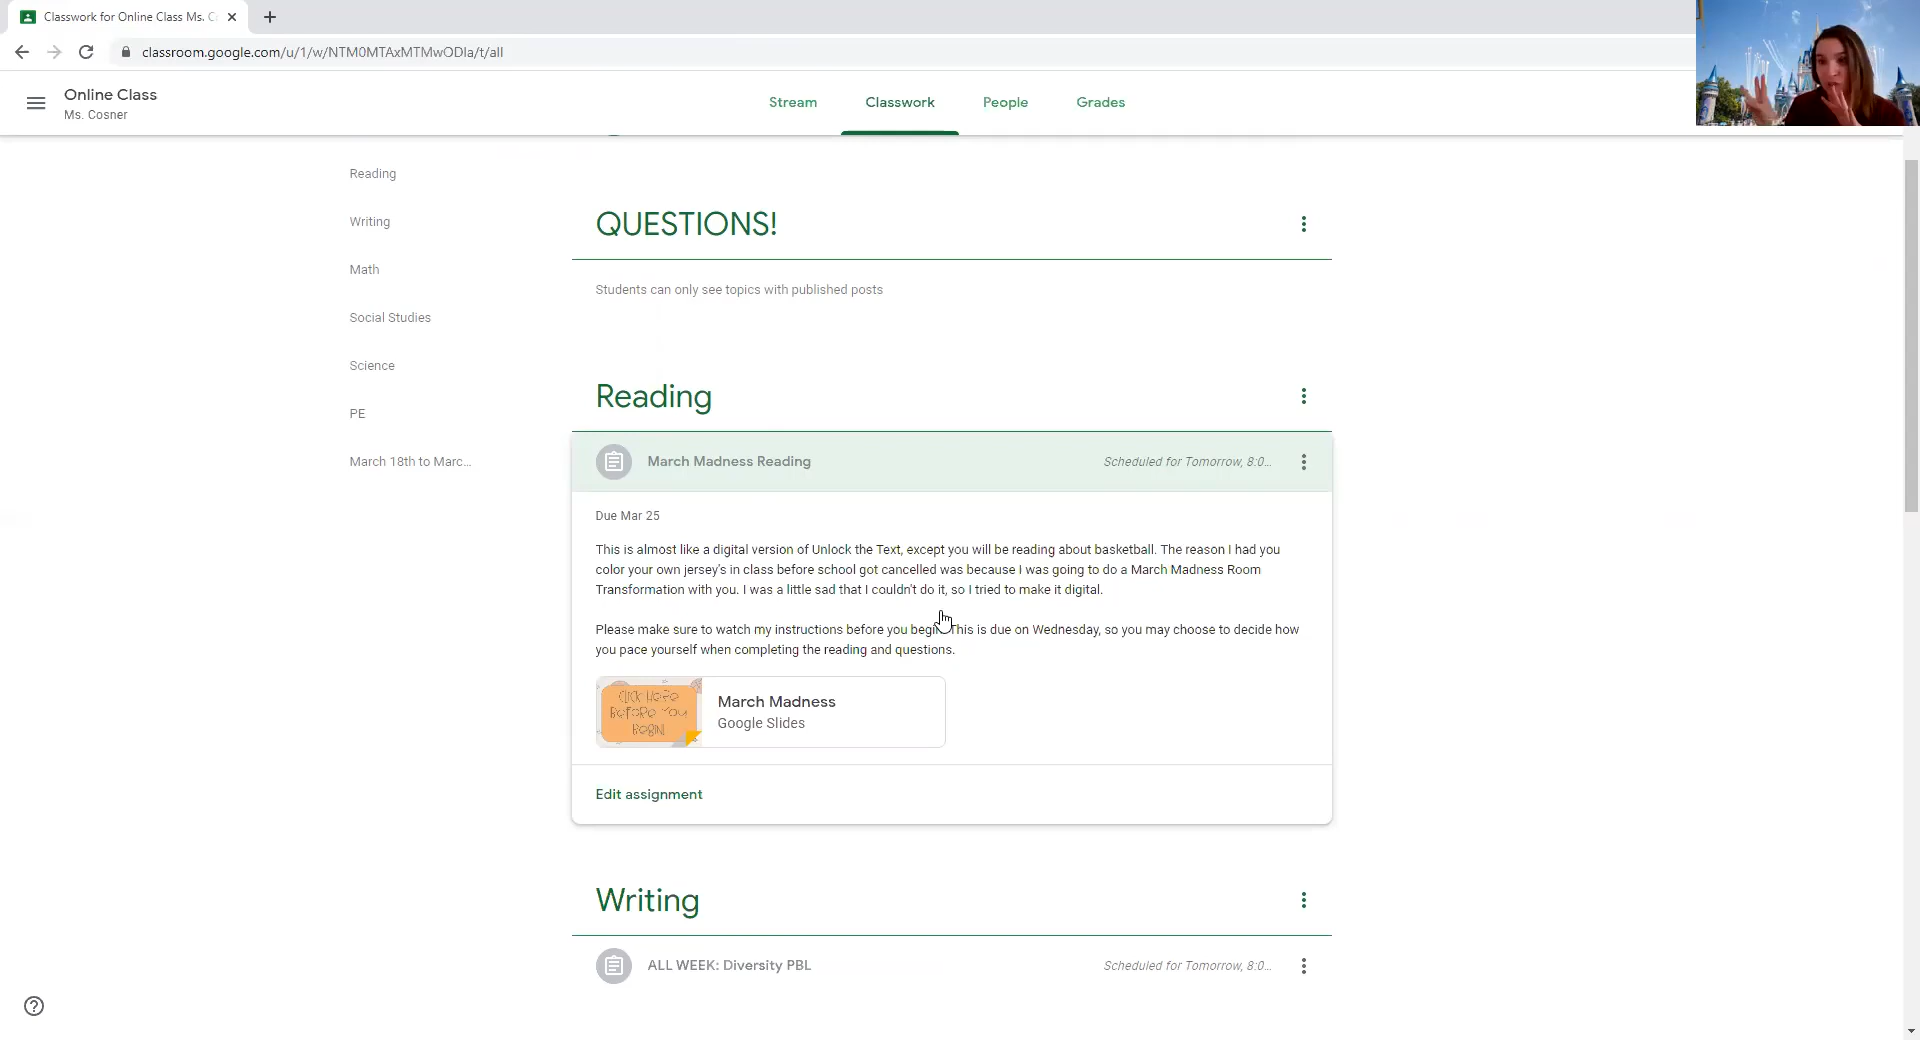 Classwork for Online Class Ms. C
classroom.google.com/u/1/w/NTM0MTAxMTMwODIa/t/all
Online Class
Ms. Cosner
Stream
Classwork
People
Grades
Reading
Writing
Math
Social Studies
Science
PE
March 18th to Marc...
QUESTIONS!
Students can only see topics with published posts
Reading
March Madness Reading
Scheduled for Tomorrow, 8:0...
Due Mar 25
This is almost like a digital version of Unlock the Text, except you will be reading about basketball. The reason I had you
color your own jersey's in class before school got cancelled was because I was going to do a March Madness Room
Transformation with you. I was a little sad that I couldn't do it, so I tried to make it digital.
Please make sure to watch my instructions before you begin. This is due on Wednesday, so you may choose to decide how
you pace yourself when completing the reading and questions.
CLICK HERE
BEFORE YOU
BEGIN!
March Madness
Google Slides
Edit assignment
Writing
ALL WEEK: Diversity PBL
Scheduled for Tomorrow, 8:0...